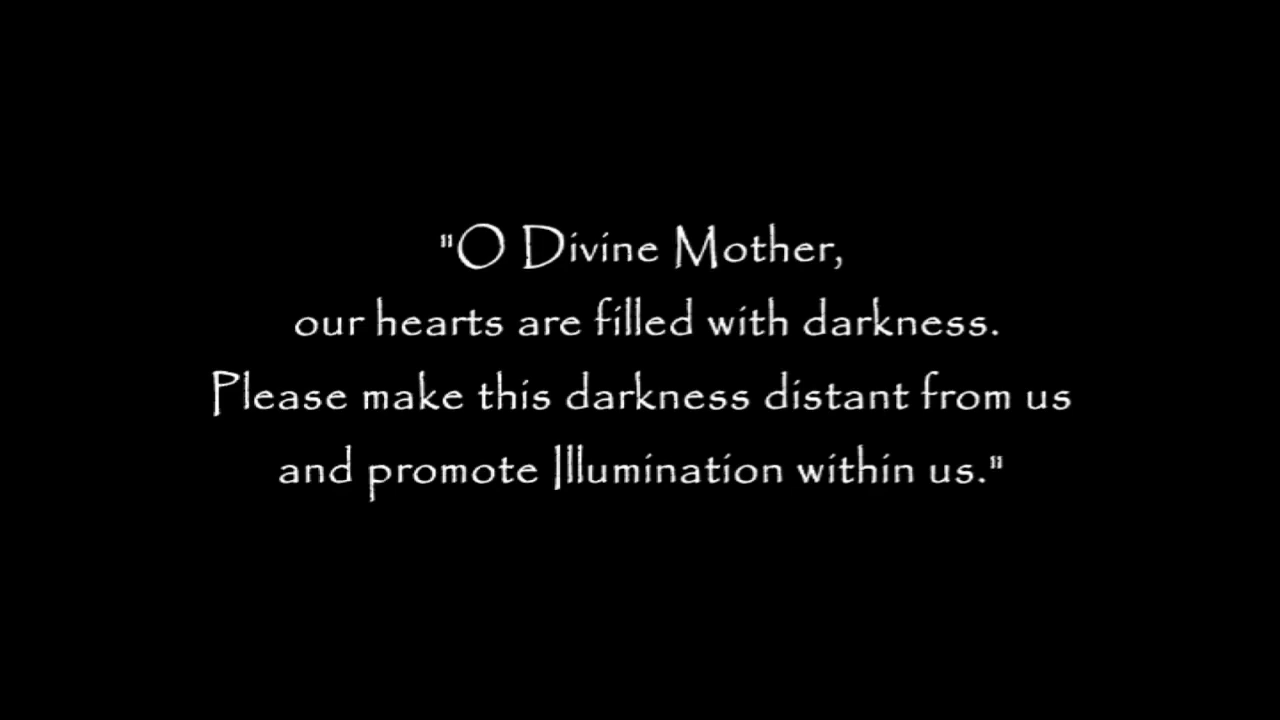 "O Divine Mother,
our hearts are filled with darkness.
Please make this darkness distant from us
and promote Illumination within us."